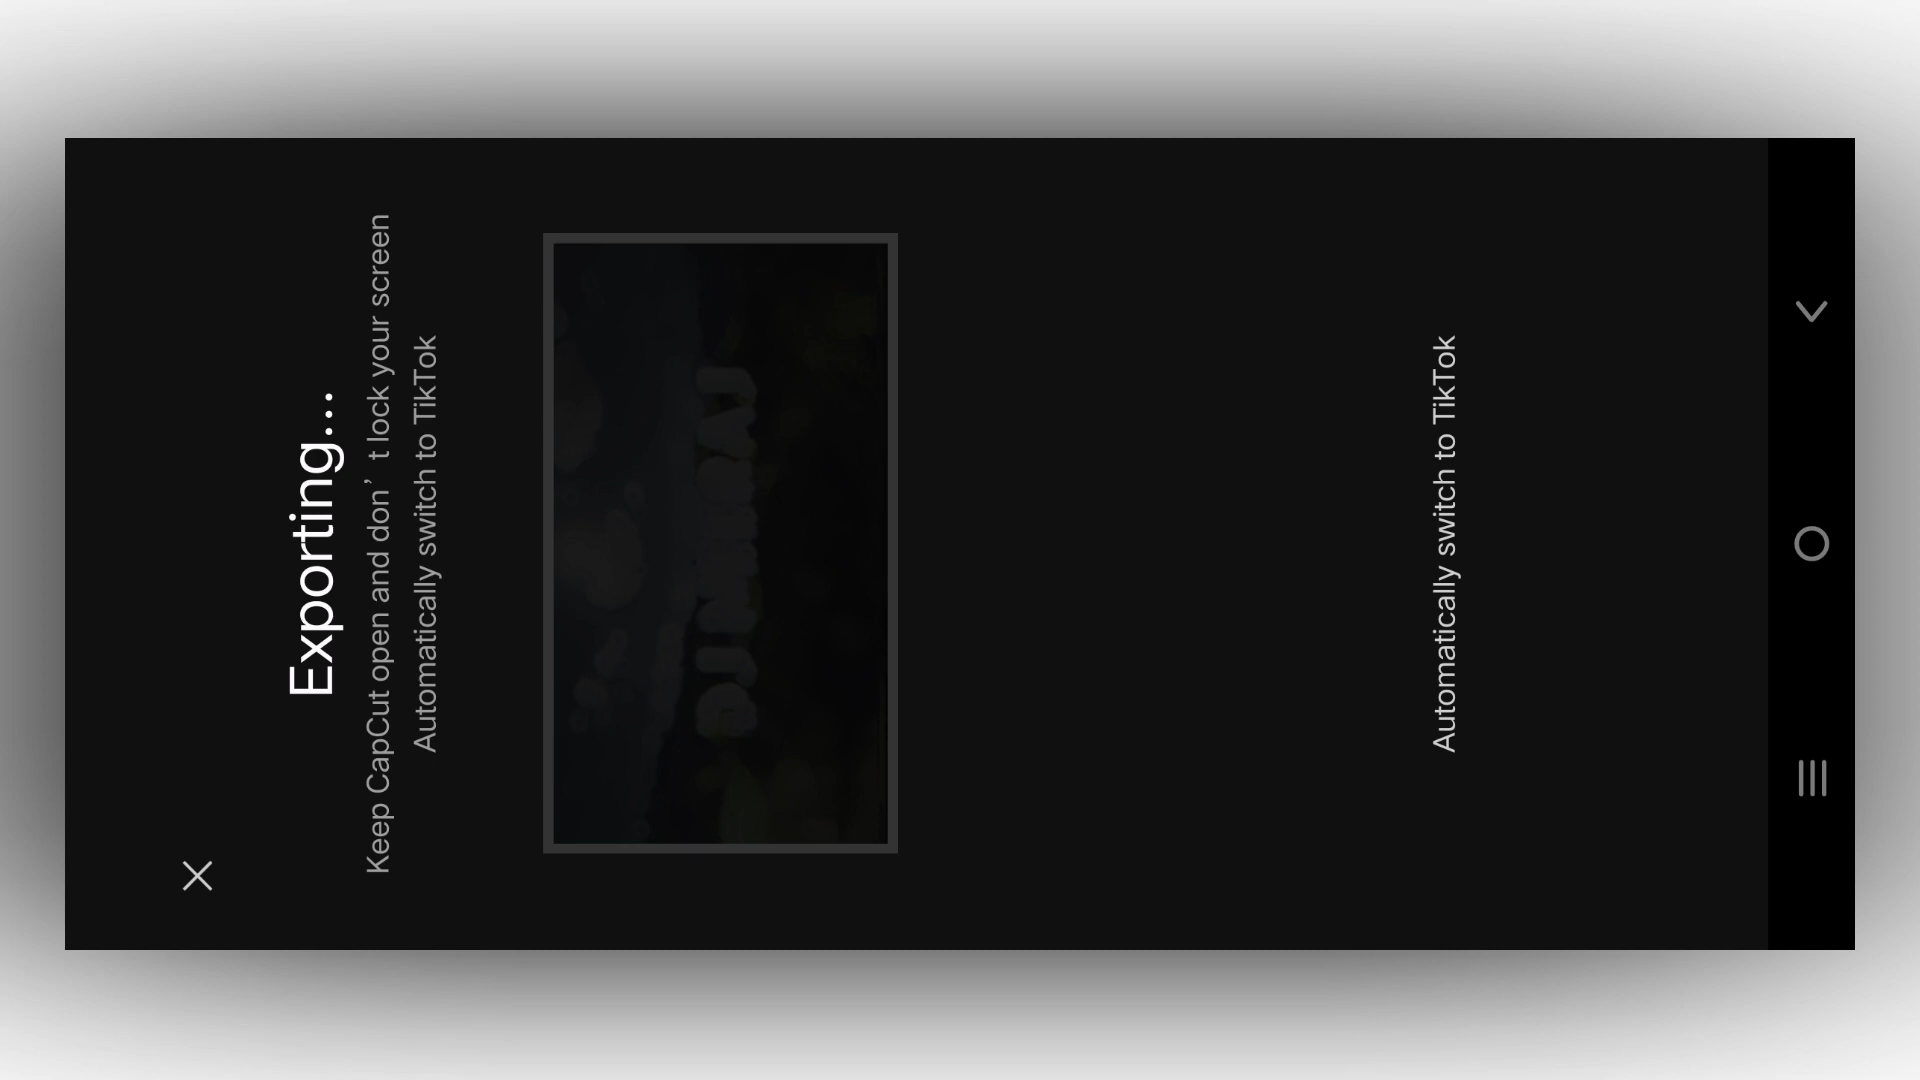 Exporting...
Keep CapCut open and don’t lock your screen
Automatically switch to TikTok
Automatically switch to TikTok